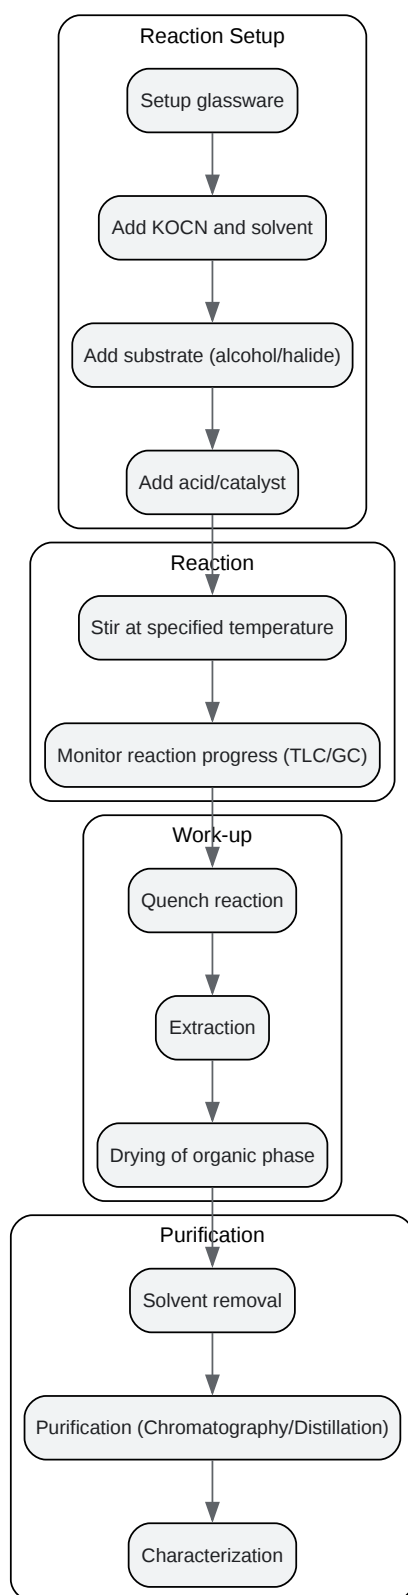 Reaction Setup
Setup glassware
Add KOCN and solvent
Add substrate (alcohol/halide)
Add acid/catalyst
Reaction
Stir at specified temperature
Monitor reaction progress (TLC/GC)
Work-up
Quench reaction
Extraction
Drying of organic phase
Purification
Solvent removal
Purification (Chromatography/Distillation)
Characterization